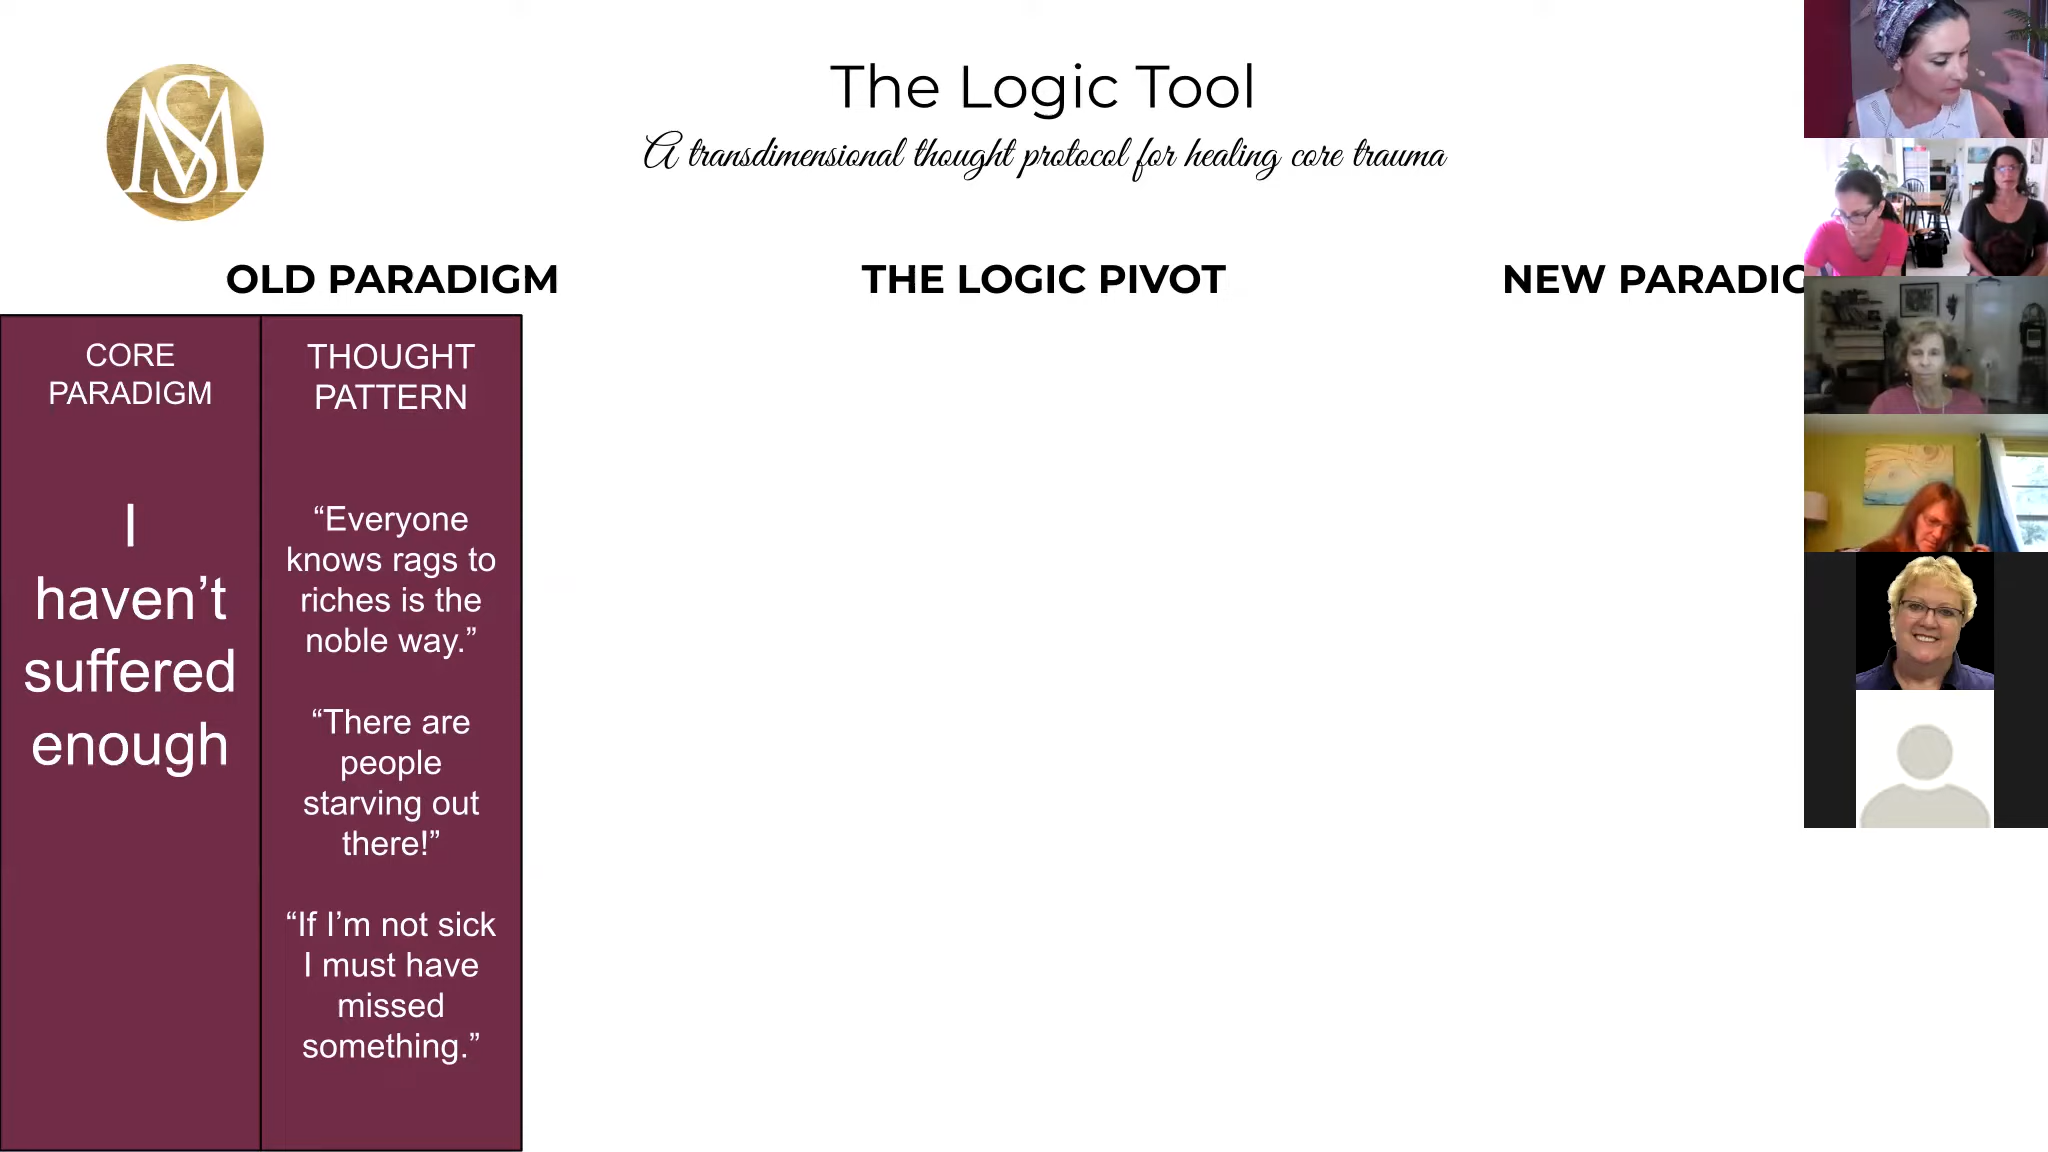 MS
The Logic Tool
A transdimensional thought protocol for healing core trauma
OLD PARADIGM
THE LOGIC PIVOT
NEW PARADIG
CORE
PARADIGM
I
haven’t
suffered
enough
THOUGHT
PATTERN
“Everyone
knows rags to
riches is the
noble way.”
“There are
people
starving out
there!”
“If I’m not sick
I must have
missed
something.”